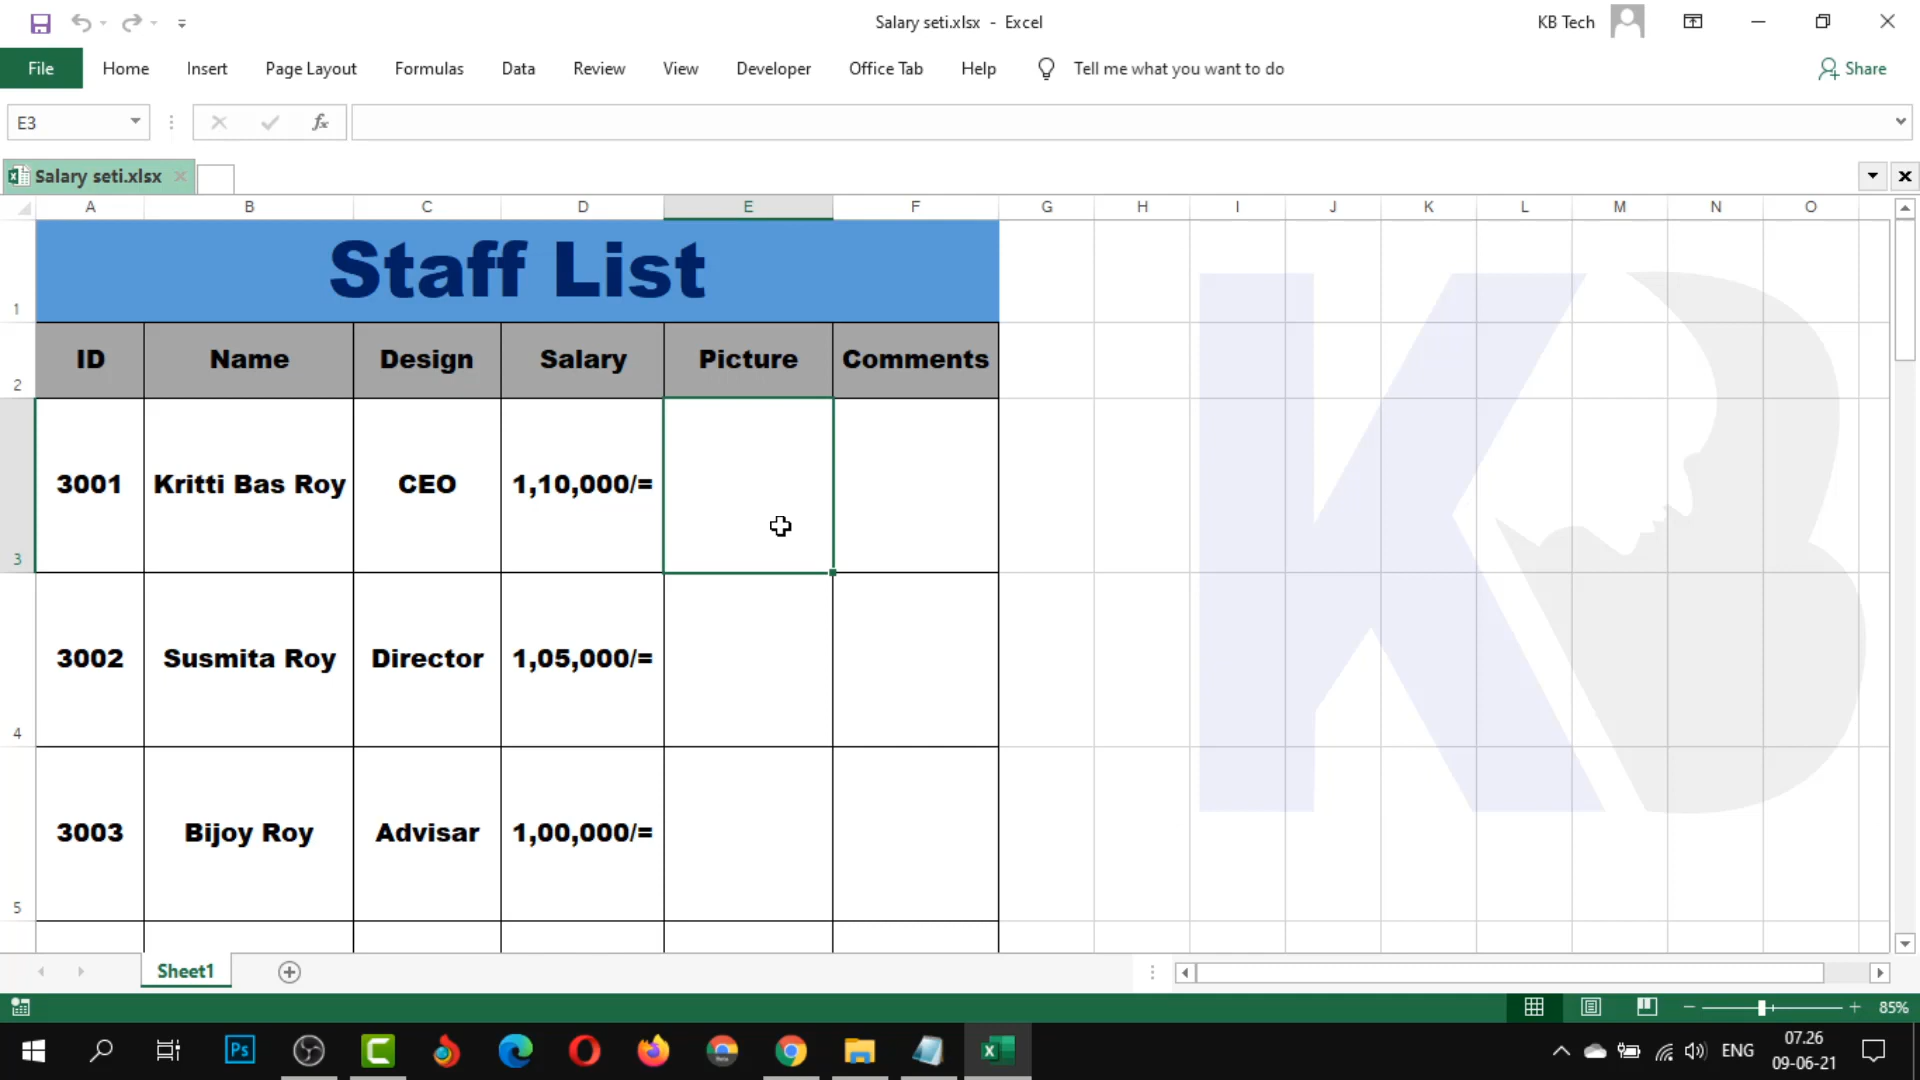 Salary seti.xlsx - Excel
KB Tech
File Home Insert Page Layout Formulas Data Review View Developer Office Tab Help Tell me what you want to do Share
E3 fx
Salary seti.xlsx
A B C D E F G H I J K L M N O
1 Staff List
2 ID Name Design Salary Picture Comments
3 3001 Kritti Bas Roy CEO 1,10,000/=
4 3002 Susmita Roy Director 1,05,000/=
5 3003 Bijoy Roy Advisar 1,00,000/=
KB
Sheet1
85%
Ps
ENG
07.26
09-06-21